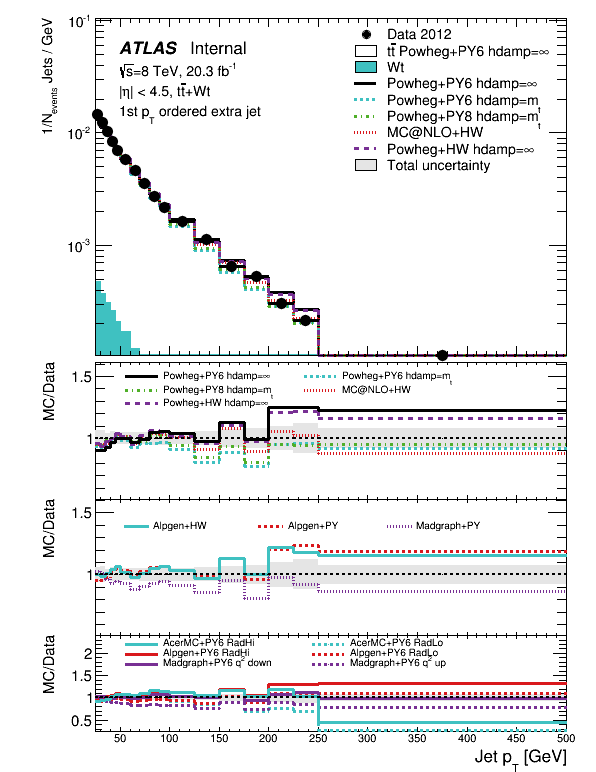 1/N_events Jets / GeV
10^-1
10^-2
10^-3
ATLAS Internal
√s=8 TeV, 20.3 fb^-1
|η| < 4.5, tt̅+Wt
1st p_T ordered extra jet
Data 2012
tt̅ Powheg+PY6 hdamp=∞
Wt
Powheg+PY6 hdamp=∞
Powheg+PY6 hdamp=m_t
Powheg+PY8 hdamp=m_t
MC@NLO+HW
Powheg+HW hdamp=∞
Total uncertainty
MC/Data
1.5
1
Powheg+PY6 hdamp=∞
Powheg+PY6 hdamp=m_t
Powheg+PY8 hdamp=m_t
MC@NLO+HW
Powheg+HW hdamp=∞
MC/Data
1.5
1
Alpgen+HW
Alpgen+PY
Madgraph+PY
MC/Data
2
1.5
1
0.5
AcerMC+PY6 RadHi
AcerMC+PY6 RadLo
Alpgen+PY6 RadHi
Alpgen+PY6 RadLo
Madgraph+PY6 q^2 down
Madgraph+PY6 q^2 up
50 100 150 200 250 300 350 400 450 500
Jet p_T [GeV]